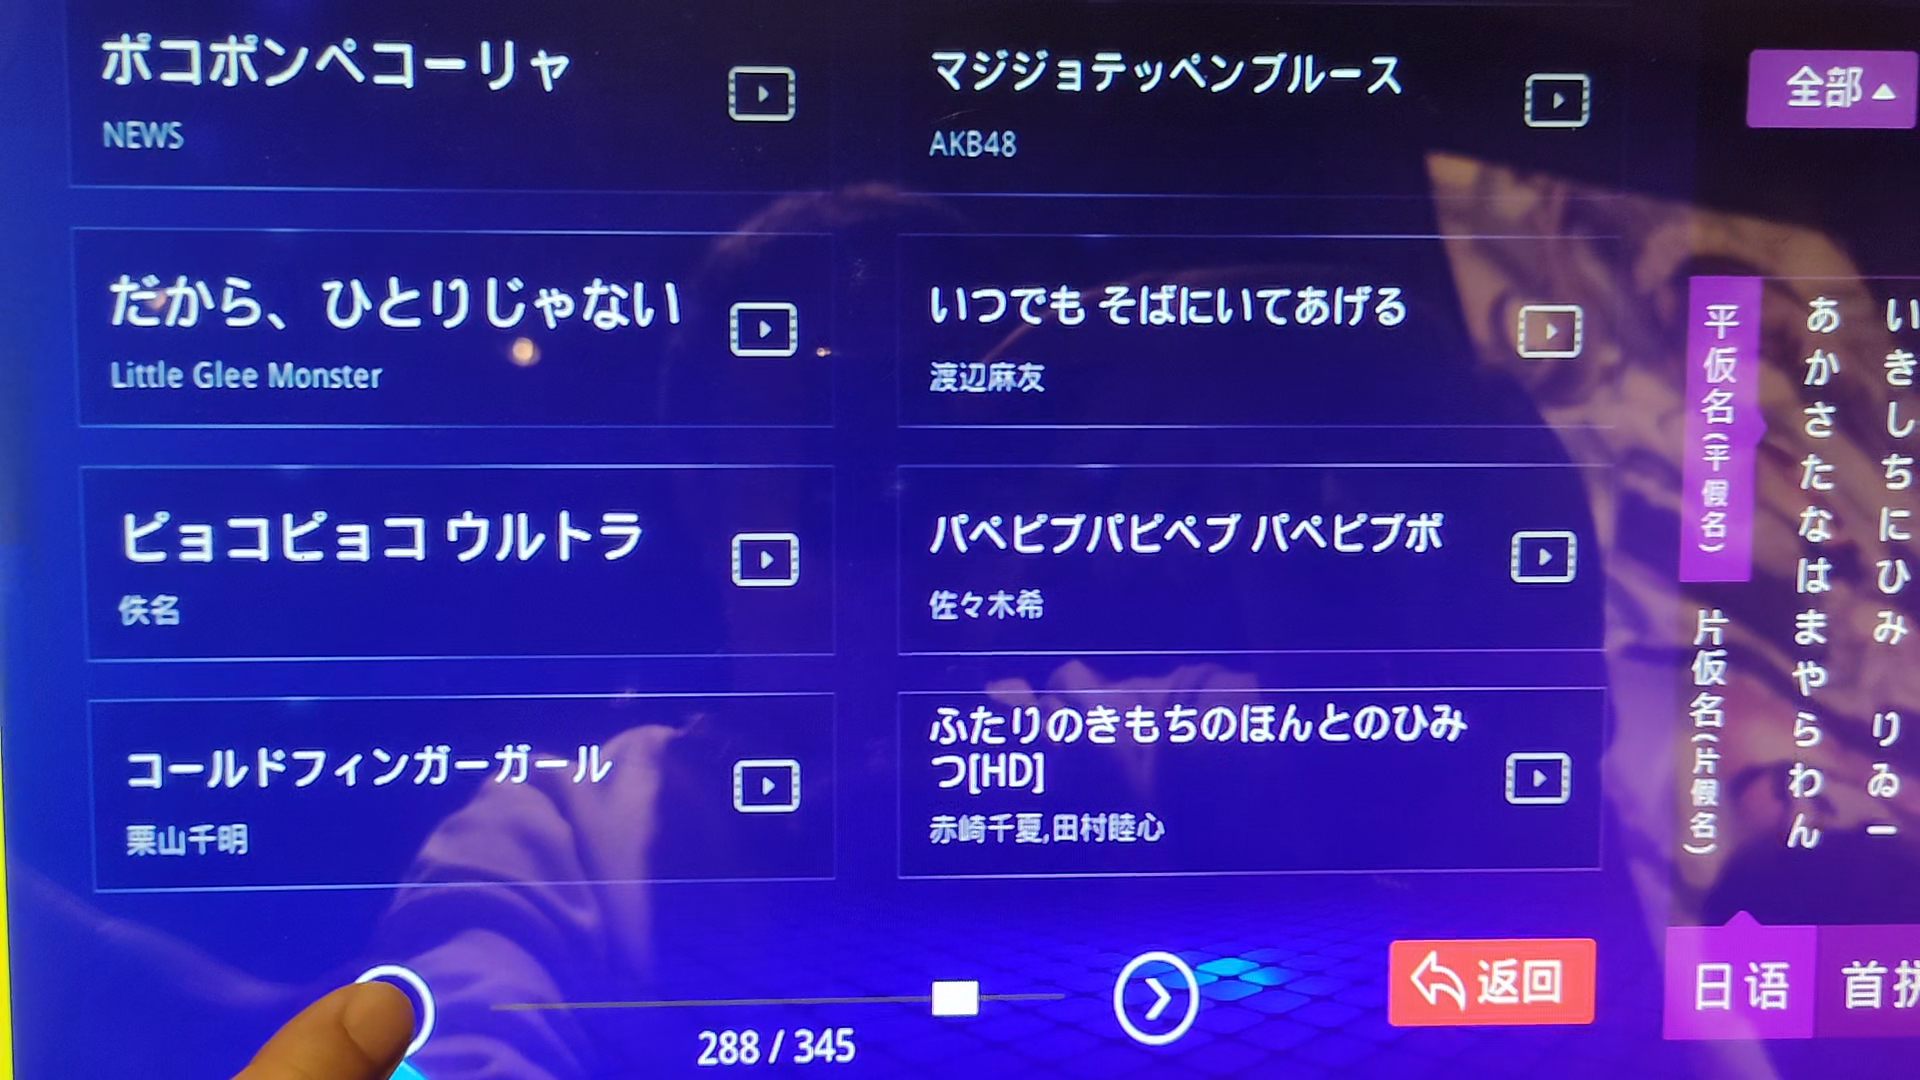 ポコポンペコーリャ
NEWS
マジジョテッペンブルース
AKB48
だから、ひとりじゃない
Little Glee Monster
いつでも そばにいてあげる
渡辺麻友
ピョコピョコ ウルトラ
佚名
パペピプパピペプ パペピプポ
佐々木希
コールドフィンガーガール
栗山千明
ふたりのきもちのほんとのひみ
つ[HD]
赤崎千夏,田村睦心
288 / 345
返回
全部
平仮名(平假名)
片仮名(片假名)
あかさたなはまやらわん
いきしちにひみ りゐー
日语
首拼